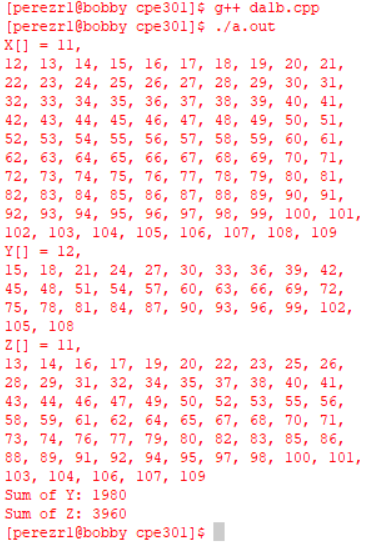 [perezrl@bobby cpe301]$ g++ dalb.cpp
[perezrl@bobby cpe301]$ ./a.out
X[] = 11,
12, 13, 14, 15, 16, 17, 18, 19, 20, 21,
22, 23, 24, 25, 26, 27, 28, 29, 30, 31,
32, 33, 34, 35, 36, 37, 38, 39, 40, 41,
42, 43, 44, 45, 46, 47, 48, 49, 50, 51,
52, 53, 54, 55, 56, 57, 58, 59, 60, 61,
62, 63, 64, 65, 66, 67, 68, 69, 70, 71,
72, 73, 74, 75, 76, 77, 78, 79, 80, 81,
82, 83, 84, 85, 86, 87, 88, 89, 90, 91,
92, 93, 94, 95, 96, 97, 98, 99, 100, 101,
102, 103, 104, 105, 106, 107, 108, 109
Y[] = 12,
15, 18, 21, 24, 27, 30, 33, 36, 39, 42,
45, 48, 51, 54, 57, 60, 63, 66, 69, 72,
75, 78, 81, 84, 87, 90, 93, 96, 99, 102,
105, 108
Z[] = 11,
13, 14, 16, 17, 19, 20, 22, 23, 25, 26,
28, 29, 31, 32, 34, 35, 37, 38, 40, 41,
43, 44, 46, 47, 49, 50, 52, 53, 55, 56,
58, 59, 61, 62, 64, 65, 67, 68, 70, 71,
73, 74, 76, 77, 79, 80, 82, 83, 85, 86,
88, 89, 91, 92, 94, 95, 97, 98, 100, 101,
103, 104, 106, 107, 109
Sum of Y: 1980
Sum of Z: 3960
[perezrl@bobby cpe301]$